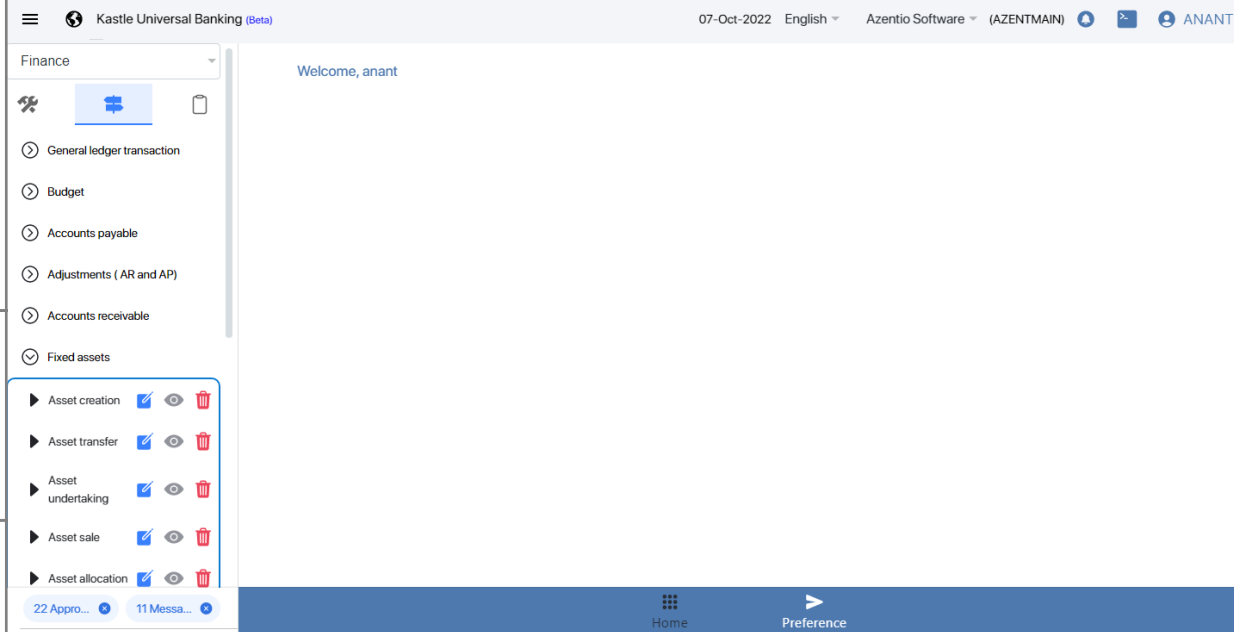 Kastle Universal Banking (Beta)
07-Oct-2022 English Azentio Software (AZENTMAIN) ANANT
Finance
Welcome, anant
General ledger transaction
Budget
Accounts payable
Adjustments ( AR and AP)
Accounts receivable
Fixed assets
Asset creation
Asset transfer
Asset
undertaking
Asset sale
Asset allocation
22 Appro... 11 Messa...
Home
Preference